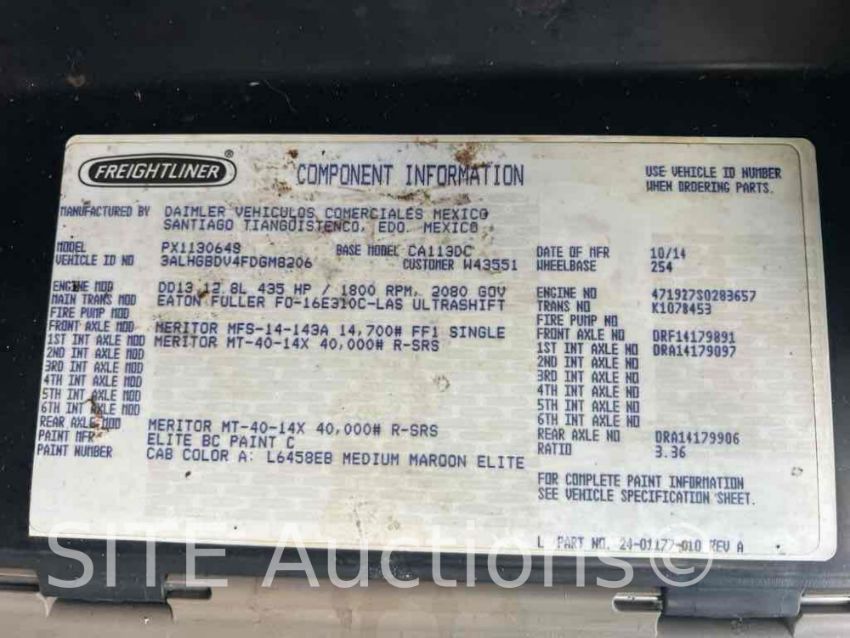 FREIGHTLINER®
COMPONENT INFORMATION
USE VEHICLE ID NUMBER
WHEN ORDERING PARTS.
MANUFACTURED BY DAIMLER VEHICULOS COMERCIALES MEXICO
SANTIAGO TIANGUISTENCO, EDO. MEXICO
MODEL PX113064S BASE MODEL CA113DC DATE OF MFR 10/14
VEHICLE ID NO 3ALHG8DV4FDGM8206 CUSTOMER W43551 WHEELBASE 254
ENGINE MOD DD13 12.8L 435 HP / 1800 RPM, 2080 GOV ENGINE NO 471927S0283657
MAIN TRANS MOD EATON FULLER FO-16E310C-LAS ULTRASHIFT TRANS NO K1078453
FIRE PUMP MOD FIRE PUMP NO
FRONT AXLE MOD MERITOR MFS-14-143A 14,700# FF1 SINGLE FRONT AXLE NO DRF14179891
1ST INT AXLE MOD MERITOR MT-40-14X 40,000# R-SRS 1ST INT AXLE NO DRA14179097
2ND INT AXLE MOD 2ND INT AXLE NO
3RD INT AXLE MOD 3RD INT AXLE NO
4TH INT AXLE MOD 4TH INT AXLE NO
5TH INT AXLE MOD 5TH INT AXLE NO
6TH INT AXLE MOD 6TH INT AXLE NO
REAR AXLE MOD MERITOR MT-40-14X 40,000# R-SRS REAR AXLE NO DRA14179906
PAINT MFR ELITE BC PAINT C RATIO 3.36
PAINT NUMBER CAB COLOR A: L6458EB MEDIUM MAROON ELITE
FOR COMPLETE PAINT INFORMATION
SEE VEHICLE SPECIFICATION SHEET.
L PART NO. 24-01177-010 REV A
SITE Auctions©